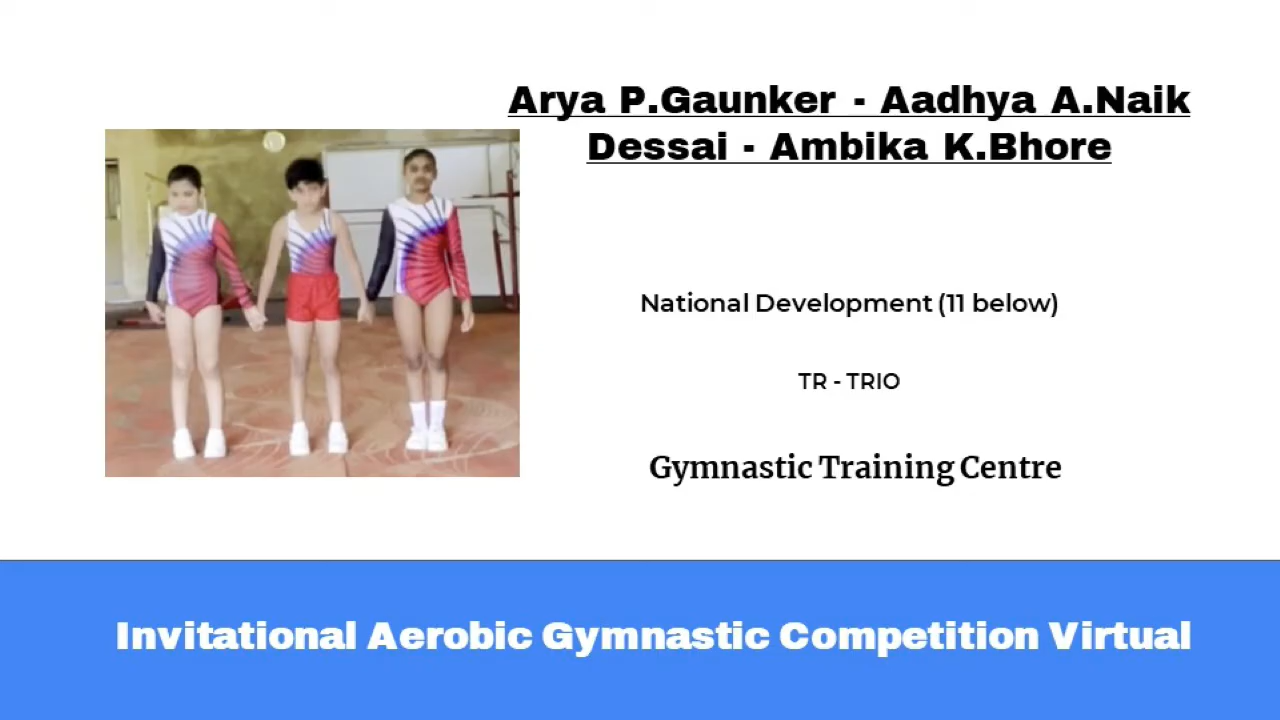 Arya P.Gaunker - Aadhya A.Naik
Dessai - Ambika K.Bhore
National Development (11 below)
TR - TRIO
Gymnastic Training Centre
Invitational Aerobic Gymnastic Competition Virtual